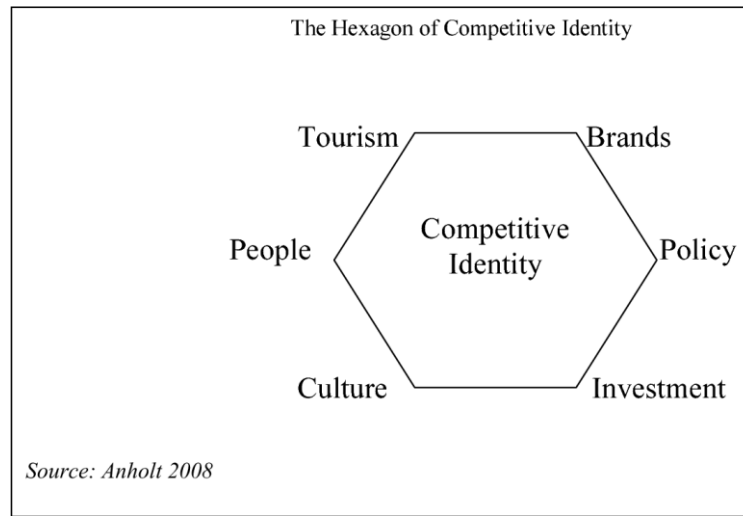 The Hexagon of Competitive Identity
Tourism
Brands
People
Competitive
Identity
Policy
Culture
Investment
Source: Anholt 2008